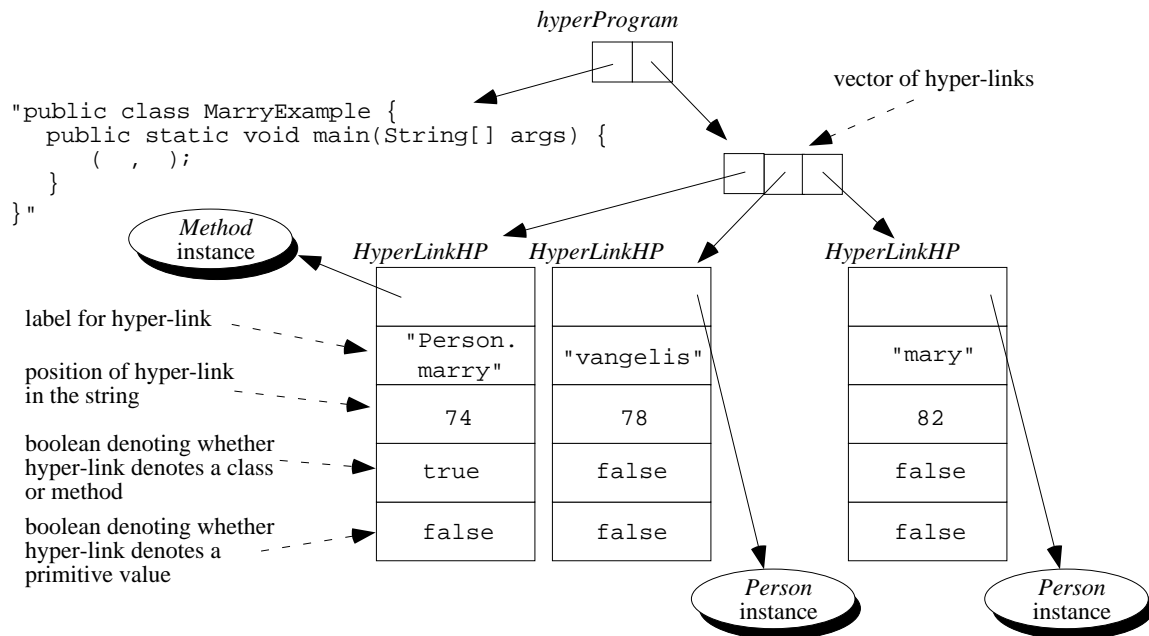 hyperProgram
vector of hyper-links
"public class MarryExample {
public static void main(String[] args) {
( , );
}
}"
Method
instance
HyperLinkHP
HyperLinkHP
HyperLinkHP
label for hyper-link
"Person.
marry"
"vangelis"
"mary"
position of hyper-link
in the string
74
78
82
boolean denoting whether
hyper-link denotes a class
or method
true
false
false
boolean denoting whether
hyper-link denotes a
primitive value
false
false
false
Person
instance
Person
instance